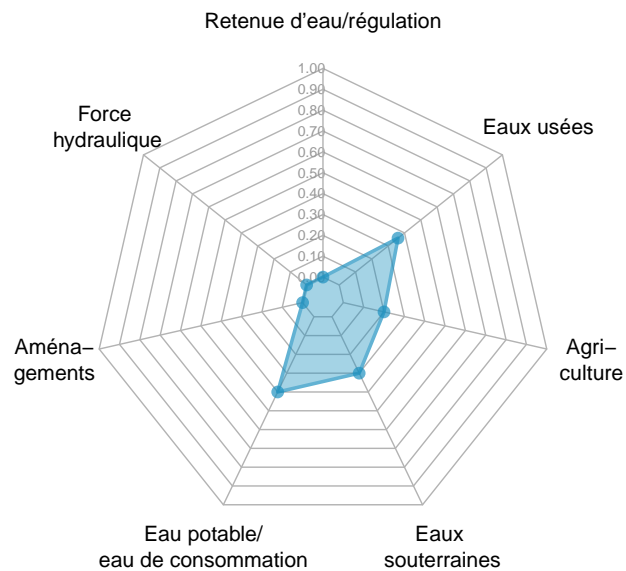 Retenue d'eau/régulation
1.00
0.90
0.80
0.70
0.60
0.50
0.40
0.30
0.20
0.10
0.00
Force
hydraulique
Eaux usées
Aména–
gements
Agri–
culture
Eau potable/
eau de consommation
Eaux
souterraines